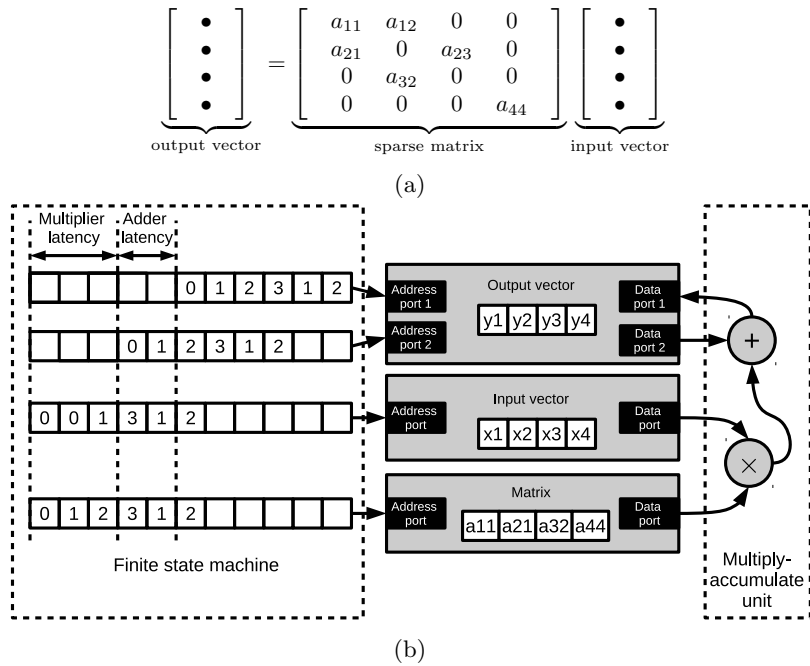 • a11 a12 0 0 •
• a21 0 a23 0 •
• = 0 a32 0 0 •
• 0 0 0 a44 •
output vector sparse matrix input vector
(a)
Multiplier latency
Adder latency
0 1 2 3 1 2
0 1 2 3 1 2
0 0 1 3 1 2
0 1 2 3 1 2
Finite state machine
Output vector
Address port 1
Address port 2
y1 y2 y3 y4
Data port 1
Data port 2
Input vector
Address port
x1 x2 x3 x4
Data port
Matrix
Address port
a11 a21 a32 a44
Data port
+
×
Multiply-
accumulate
unit
(b)